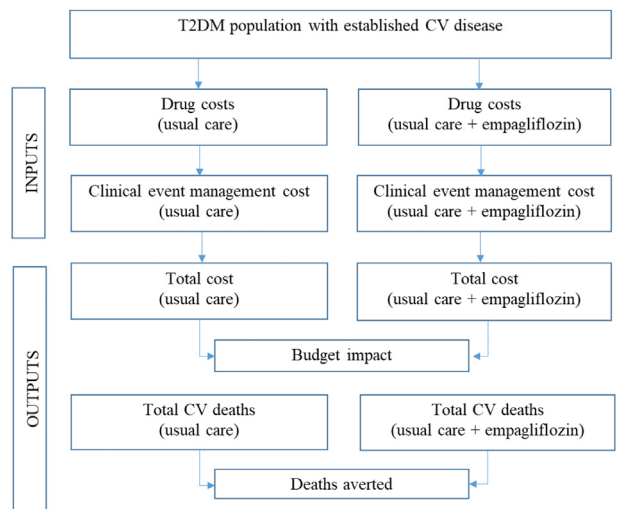 T2DM population with established CV disease
INPUTS
Drug costs
(usual care)
Drug costs
(usual care + empagliflozin)
Clinical event management cost
(usual care)
Clinical event management cost
(usual care + empagliflozin)
OUTPUTS
Total cost
(usual care)
Total cost
(usual care + empagliflozin)
Budget impact
Total CV deaths
(usual care)
Total CV deaths
(usual care + empagliflozin)
Deaths averted